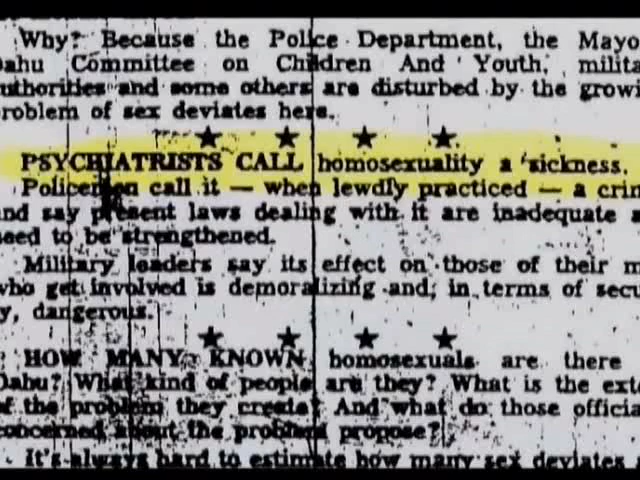 Why? Because the Police Department, the Mayo
Oahu Committee on Children And Youth, milita
uthorities and some others are disturbed by the growi
roblem of sex deviates here.
★ ★ ★ ★
PSYCHIATRISTS CALL homosexuality a sickness.
Policemen call it — when lewdly practiced — a crim
and say present laws dealing with it are inadequate a
need to be strengthened.
Military leaders say its effect on those of their m
who get involved is demoralizing and, in terms of secu
y, dangerous.
★ ★ ★ ★
HOW MANY KNOWN homosexuals are there
Oahu? What kind of people are they? What is the exte
of the problem they create? And what do those officia
concerned about the problem propose?
It's always hard to estimate how many sex deviates a